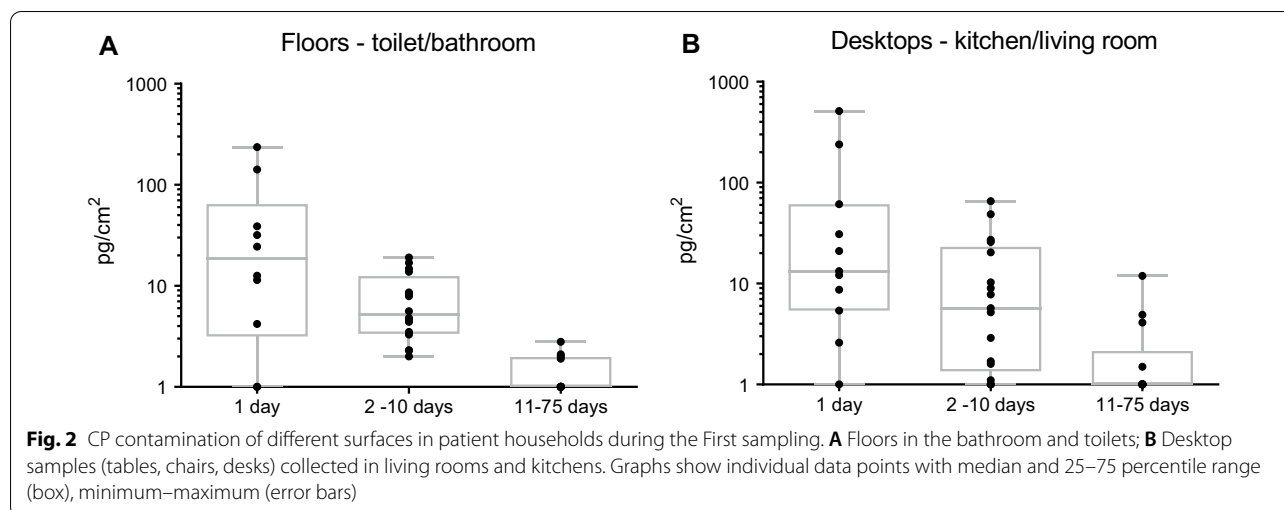 A
Floors - toilet/bathroom
1000
100
10
1
pg/cm²
1 day
2 -10 days
11-75 days
B
Desktops - kitchen/living room
1000
100
10
1
pg/cm²
1 day
2 -10 days
11-75 days
Fig. 2 CP contamination of different surfaces in patient households during the First sampling. A Floors in the bathroom and toilets; B Desktop
samples (tables, chairs, desks) collected in living rooms and kitchens. Graphs show individual data points with median and 25–75 percentile range
(box), minimum–maximum (error bars)